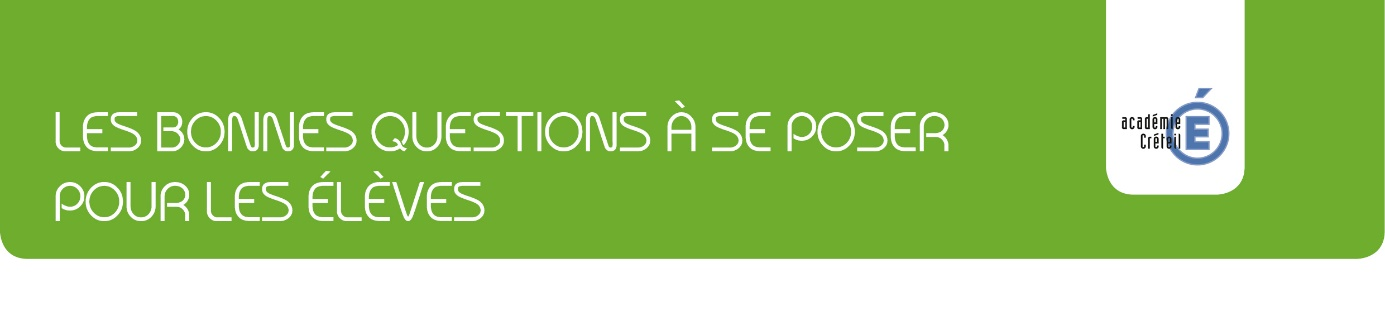 LES BONNES QUESTIONS À SE POSER
POUR LES ÉLÈVES
académie
Créteil
É